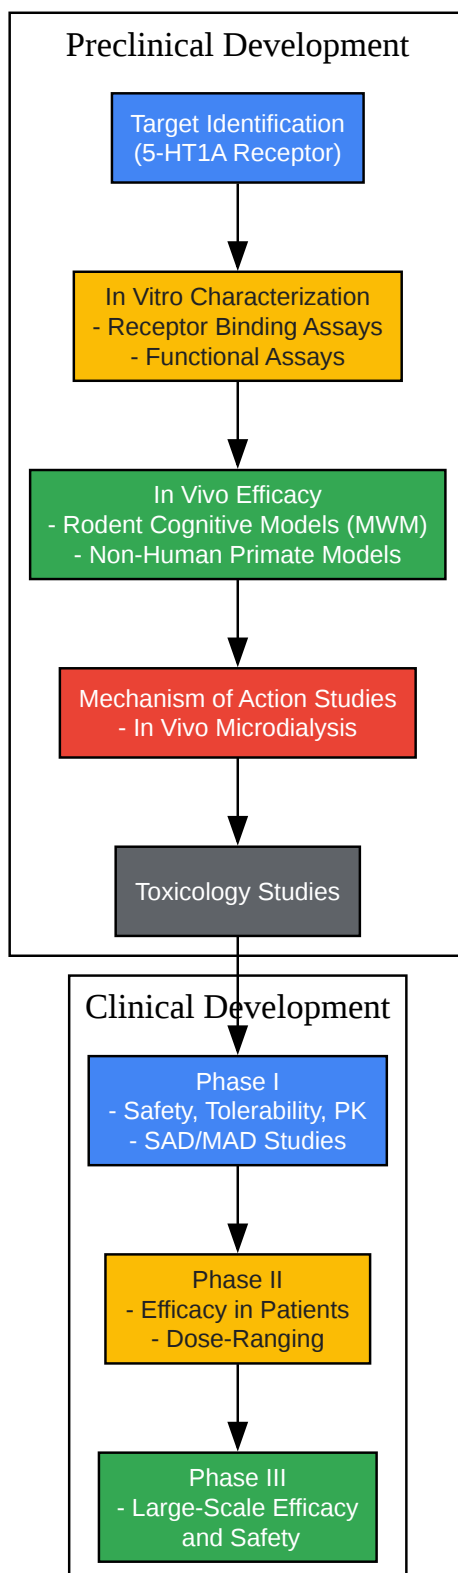 Preclinical Development
Target Identification
(5-HT1A Receptor)
In Vitro Characterization
- Receptor Binding Assays
- Functional Assays
In Vivo Efficacy
- Rodent Cognitive Models (MWM)
- Non-Human Primate Models
Mechanism of Action Studies
- In Vivo Microdialysis
Toxicology Studies
Clinical Development
Phase I
- Safety, Tolerability, PK
- SAD/MAD Studies
Phase II
- Efficacy in Patients
- Dose-Ranging
Phase III
- Large-Scale Efficacy
and Safety